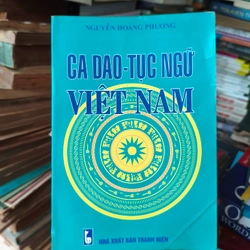 NGUYỄN HOÀNG PHƯƠNG
CA DAO-TỤC NGỮ
VIỆT NAM
NHÀ XUẤT BẢN THANH NIÊN